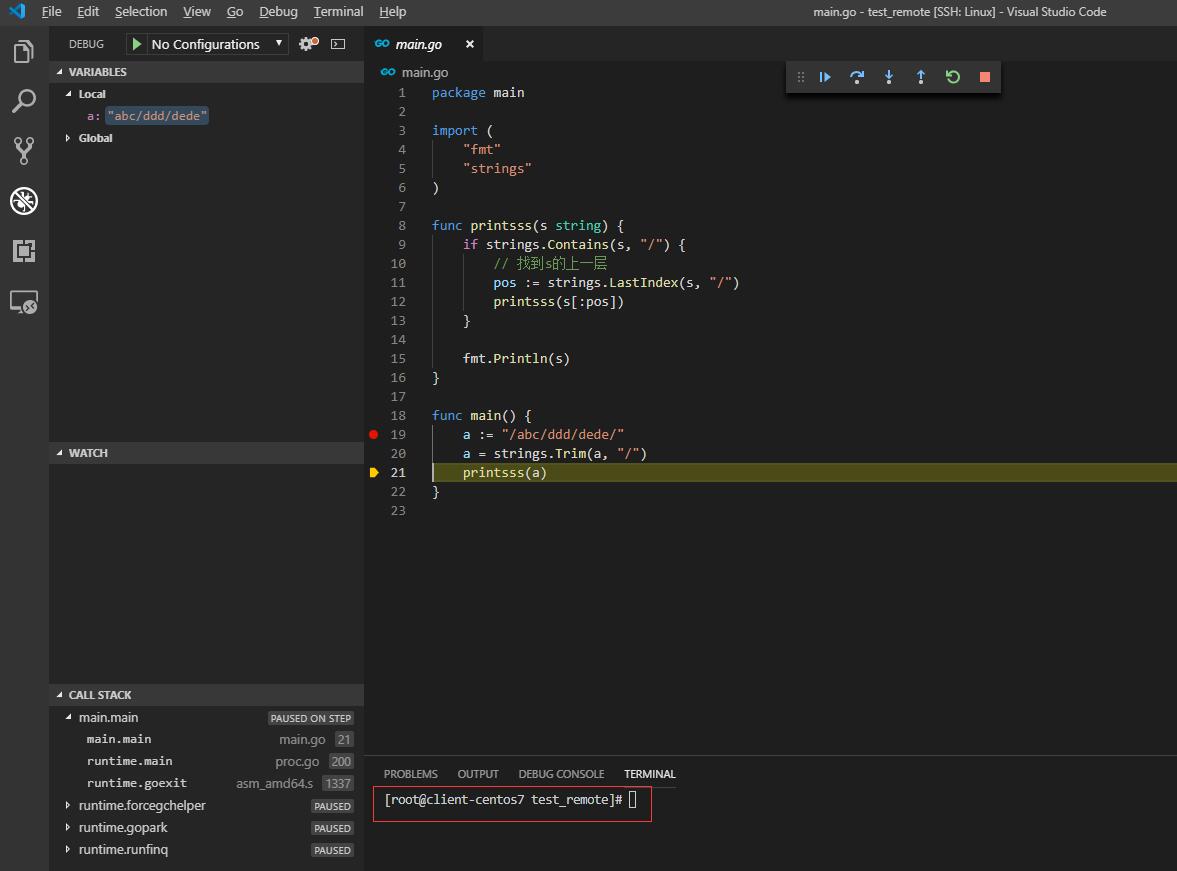 File Edit Selection View Go Debug Terminal Help
main.go - test_remote [SSH: Linux] - Visual Studio Code
DEBUG No Configurations
VARIABLES
Local
a: "abc/ddd/dede"
Global
WATCH
CALL STACK
main.main PAUSED ON STEP
main.main main.go 21
runtime.main proc.go 200
runtime.goexit asm_amd64.s 1337
runtime.forcegchelper PAUSED
runtime.gopark PAUSED
runtime.runfinq PAUSED
GO main.go
GO main.go
1 package main
2
3 import (
4 "fmt"
5 "strings"
6 )
7
8 func printsss(s string) {
9 if strings.Contains(s, "/") {
10 // 找到s的上一层
11 pos := strings.LastIndex(s, "/")
12 printsss(s[:pos])
13 }
14
15 fmt.Println(s)
16 }
17
18 func main() {
19 a := "/abc/ddd/dede/"
20 a = strings.Trim(a, "/")
21 printsss(a)
22 }
23
PROBLEMS OUTPUT DEBUG CONSOLE TERMINAL
[root@client-centos7 test_remote]#